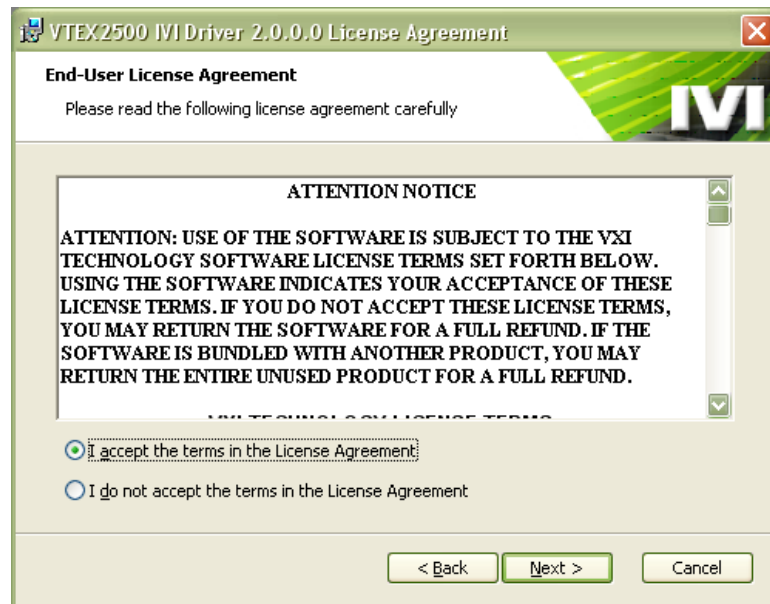 VTEX2500 IVI Driver 2.0.0.0 License Agreement
End-User License Agreement
Please read the following license agreement carefully
IVI
ATTENTION NOTICE
ATTENTION: USE OF THE SOFTWARE IS SUBJECT TO THE VXI
TECHNOLOGY SOFTWARE LICENSE TERMS SET FORTH BELOW.
USING THE SOFTWARE INDICATES YOUR ACCEPTANCE OF THESE
LICENSE TERMS. IF YOU DO NOT ACCEPT THESE LICENSE TERMS,
YOU MAY RETURN THE SOFTWARE FOR A FULL REFUND. IF THE
SOFTWARE IS BUNDLED WITH ANOTHER PRODUCT, YOU MAY
RETURN THE ENTIRE UNUSED PRODUCT FOR A FULL REFUND.
VXI TECHNOLOGY LICENSE TERMS
I accept the terms in the License Agreement
I do not accept the terms in the License Agreement
< Back Next > Cancel